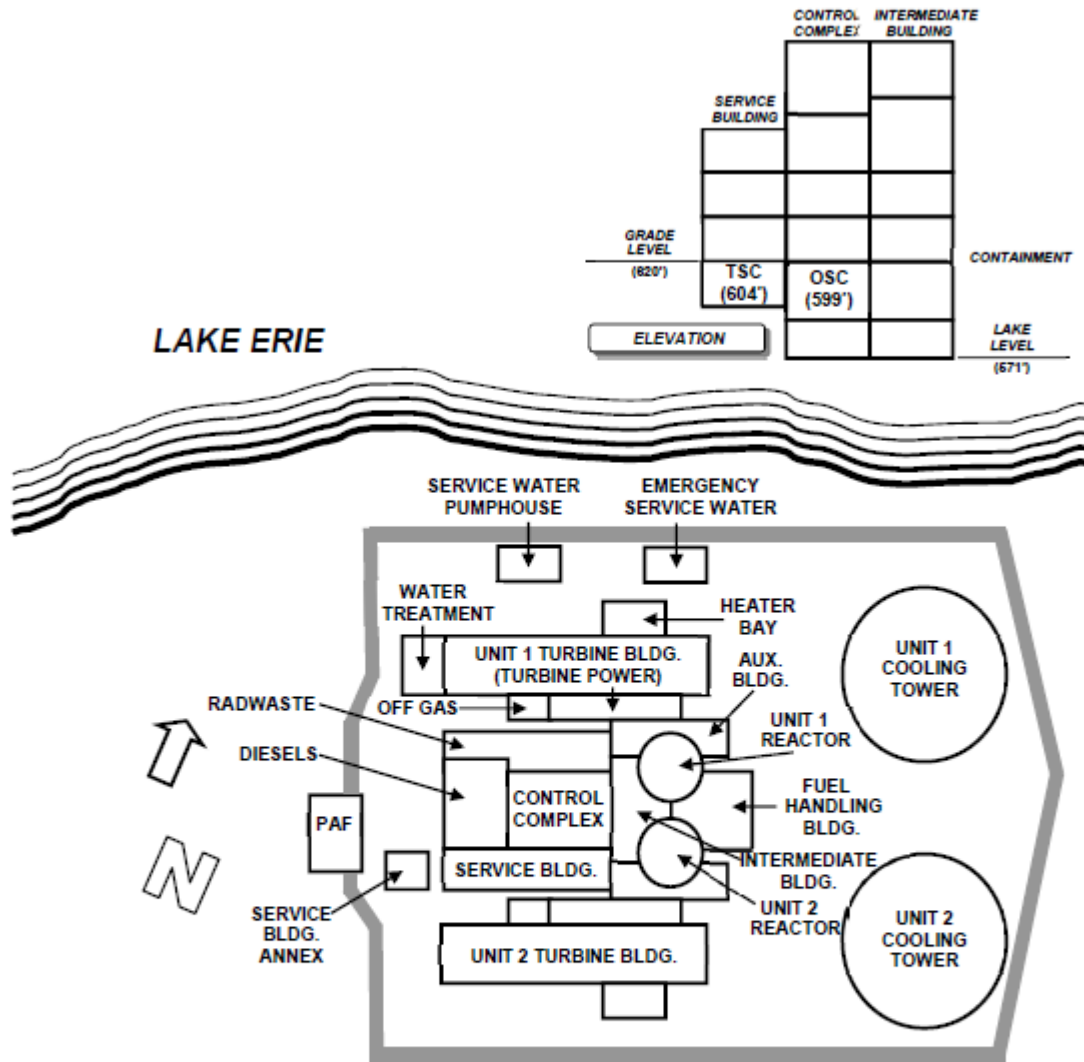 CONTROL
COMPLEX
INTERMEDIATE
BUILDING
SERVICE
BUILDING
GRADE
LEVEL
(620')
TSC
(604')
OSC
(599')
CONTAINMENT
ELEVATION
LAKE
LEVEL
(571')
LAKE ERIE
SERVICE WATER
PUMPHOUSE
EMERGENCY
SERVICE WATER
WATER
TREATMENT
HEATER
BAY
UNIT 1 TURBINE BLDG.
(TURBINE POWER)
AUX.
BLDG.
UNIT 1
COOLING
TOWER
RADWASTE
OFF GAS
UNIT 1
REACTOR
DIESELS
CONTROL
COMPLEX
FUEL
HANDLING
BLDG.
PAF
N
SERVICE BLDG.
INTERMEDIATE
BLDG.
SERVICE
BLDG.
ANNEX
UNIT 2
REACTOR
UNIT 2 TURBINE BLDG.
UNIT 2
COOLING
TOWER